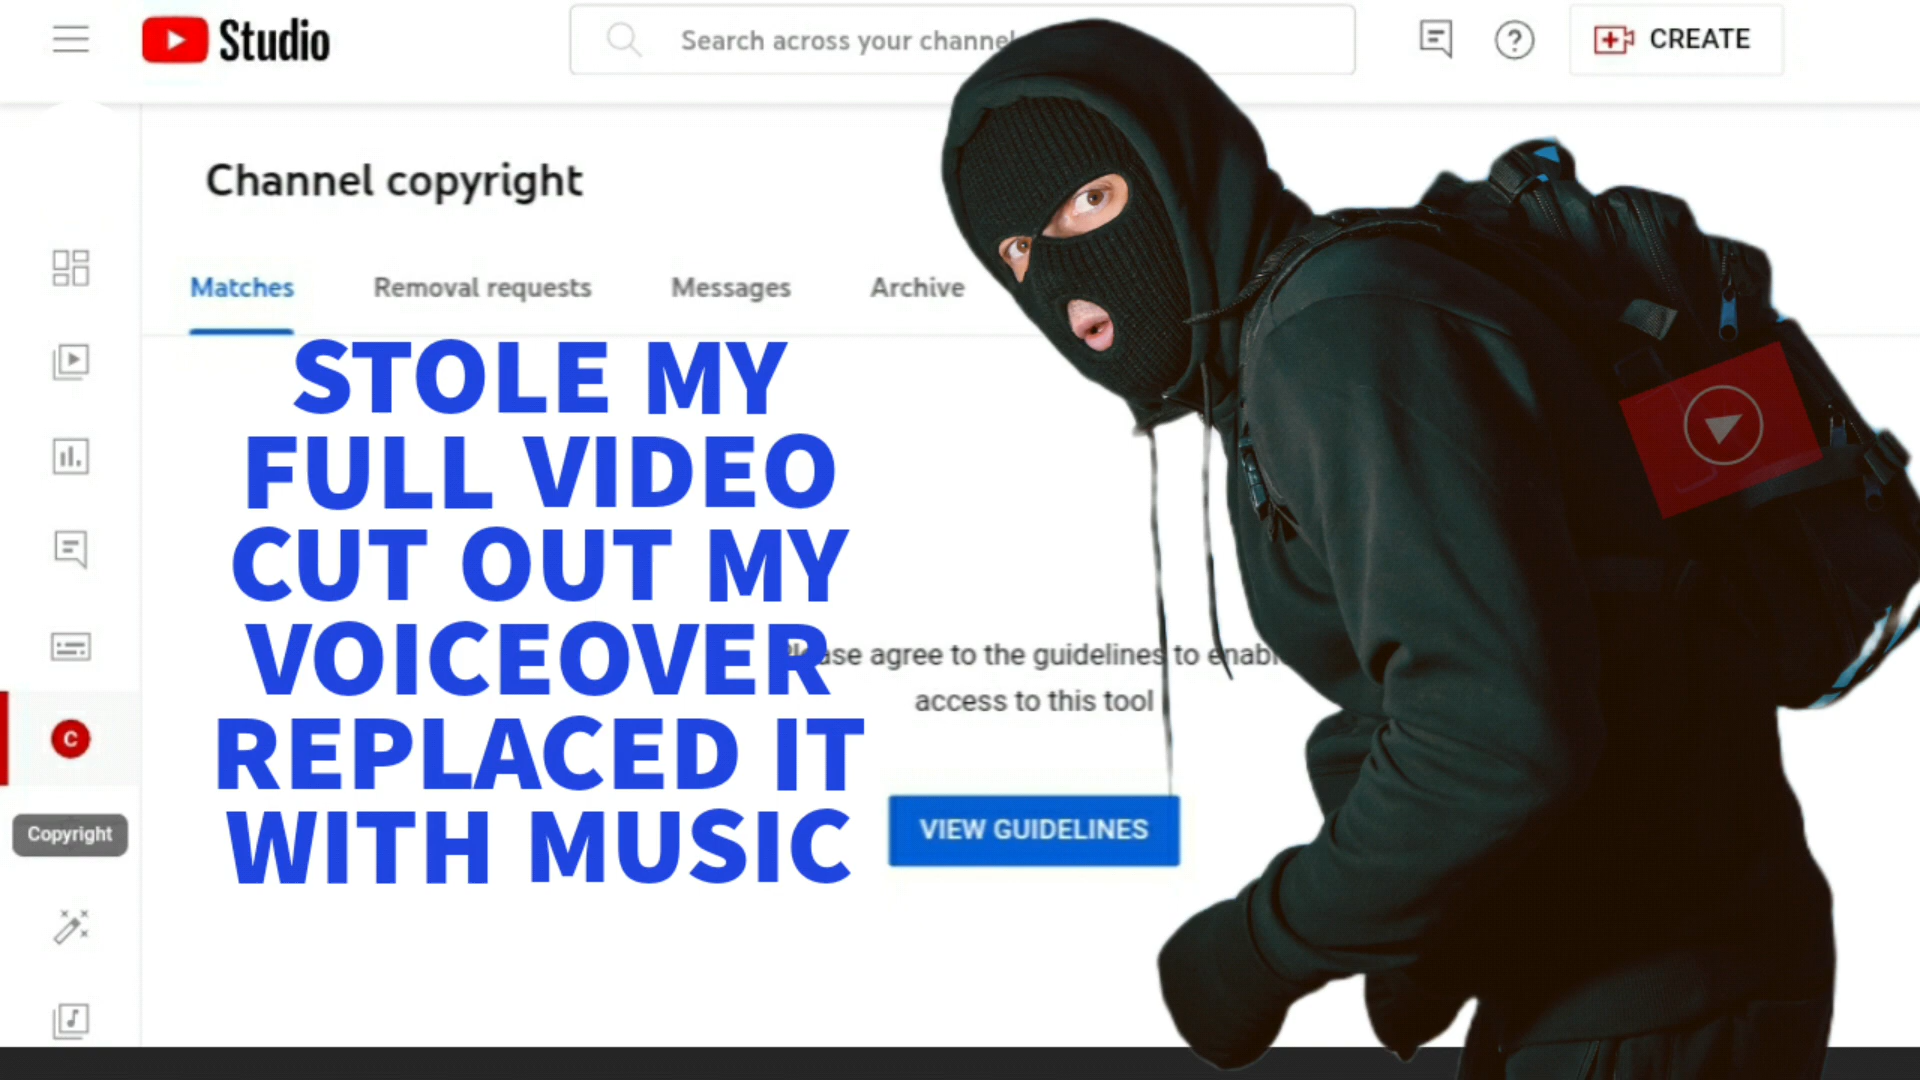 Studio
Search across your channel
CREATE
Channel copyright
Matches
Removal requests
Messages
Archive
STOLE MY
FULL VIDEO
CUT OUT MY
VOICEOVER
REPLACED IT
WITH MUSIC
agree to the guidelines to
access to this tool
VIEW GUIDELINES
C
Copyright